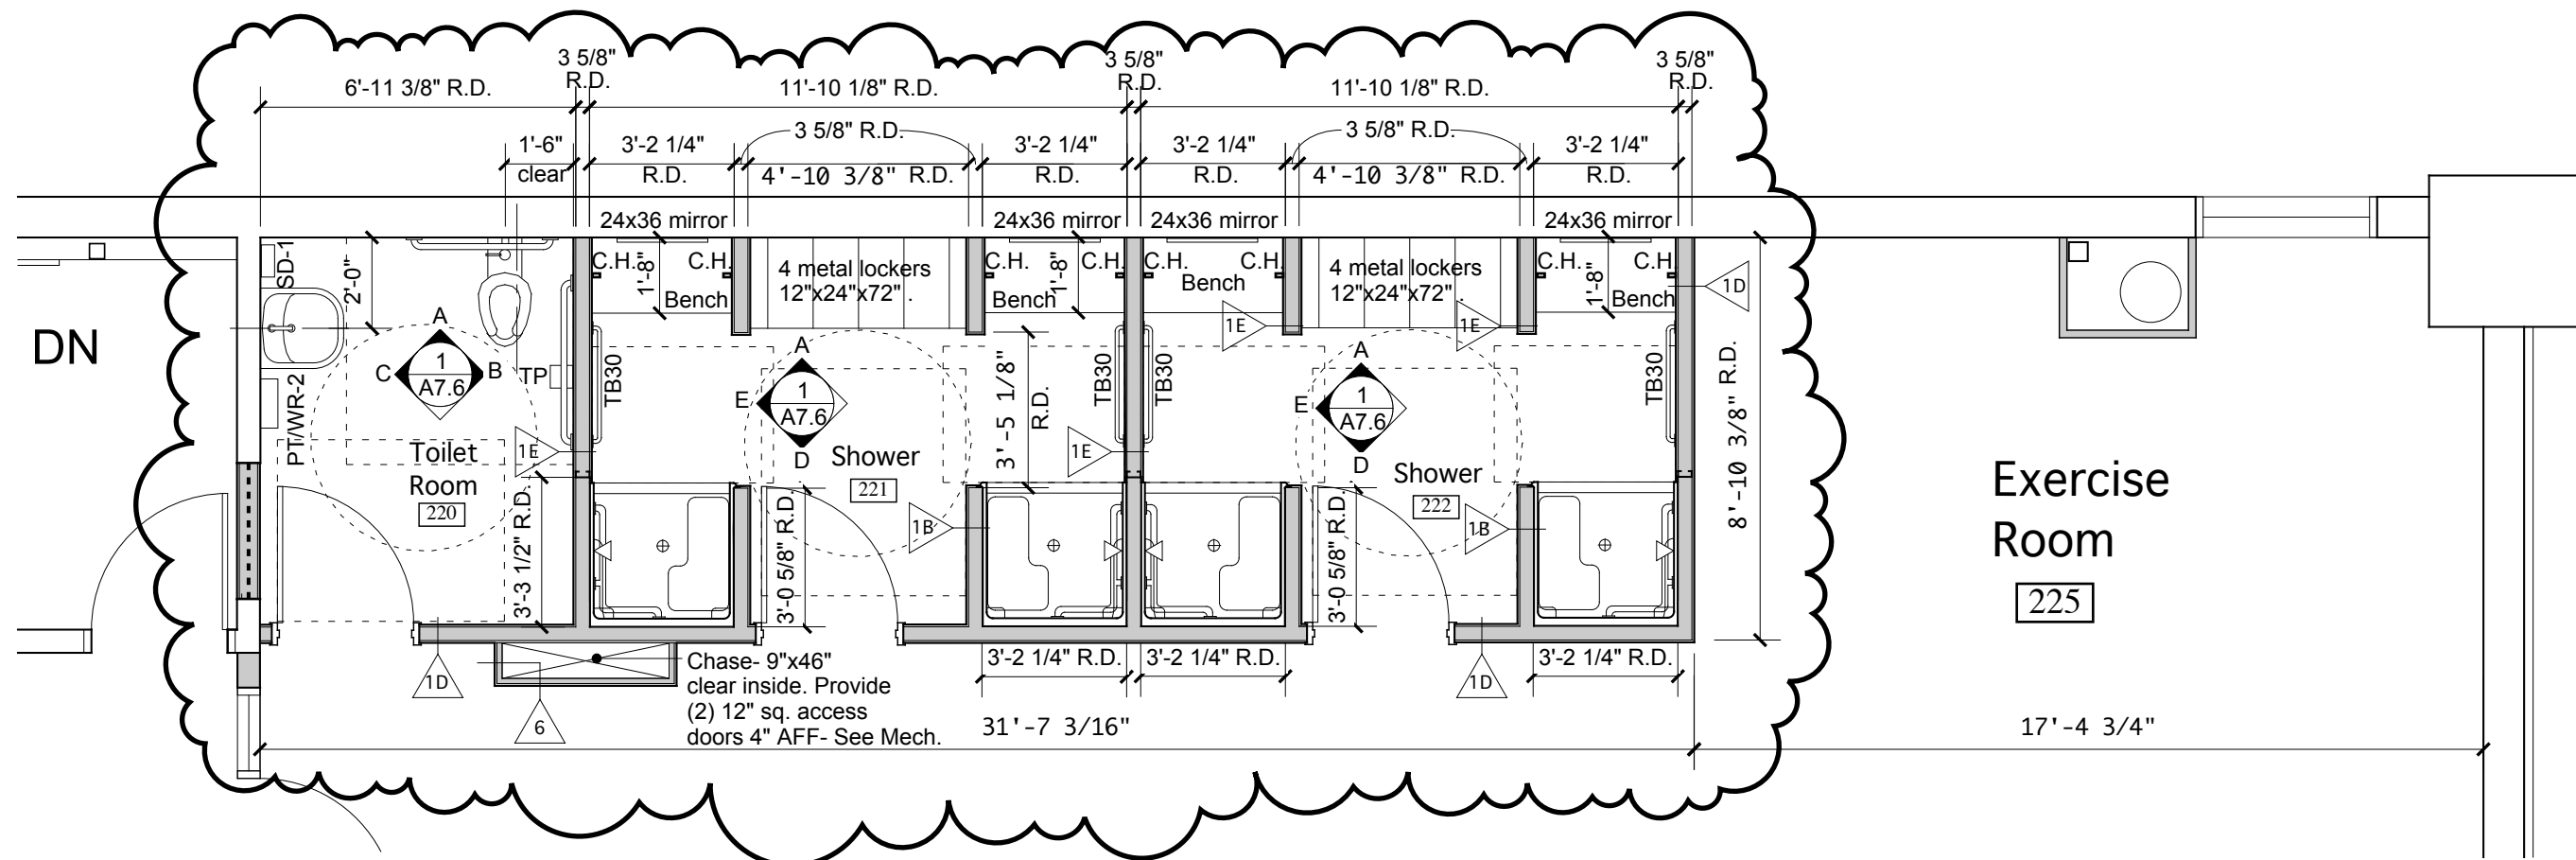 3 5/8"
R.D.
3 5/8"
R.D.
3 5/8"
R.D.
6'-11 3/8" R.D.
11'-10 1/8" R.D.
11'-10 1/8" R.D.
3 5/8" R.D.
3 5/8" R.D.
1'-6"
clear
3'-2 1/4"
R.D.
4'-10 3/8" R.D.
3'-2 1/4"
R.D.
3'-2 1/4"
R.D.
4'-10 3/8" R.D.
3'-2 1/4"
R.D.
24x36 mirror
24x36 mirror
24x36 mirror
24x36 mirror
SD-1
2'-0"
C.H.
1'-8"
C.H.
Bench
4 metal lockers
12"x24"x72" .
C.H.
1'-8"
C.H.
Bench
C.H.
C.H.
Bench
4 metal lockers
12"x24"x72" .
C.H.
1'-8"
C.H.
Bench
1D
1E
1E
DN
A
C
1
A7.6
B
TP
TB30
A
E
1
A7.6
D
3'-5 1/8"
R.D.
TB30
TB30
A
E
1
A7.6
D
TB30
8'-10 3/8" R.D.
PT/WR-2
Toilet
Room
220
1E
Shower
221
1E
Shower
222
Exercise
Room
225
3'-3 1/2" R.D.
3'-0 5/8" R.D.
1B
3'-0 5/8" R.D.
1B
1D
6
Chase- 9"x46"
clear inside. Provide
(2) 12" sq. access
doors 4" AFF- See Mech.
3'-2 1/4" R.D.
3'-2 1/4" R.D.
1D
3'-2 1/4" R.D.
31'-7 3/16"
17'-4 3/4"